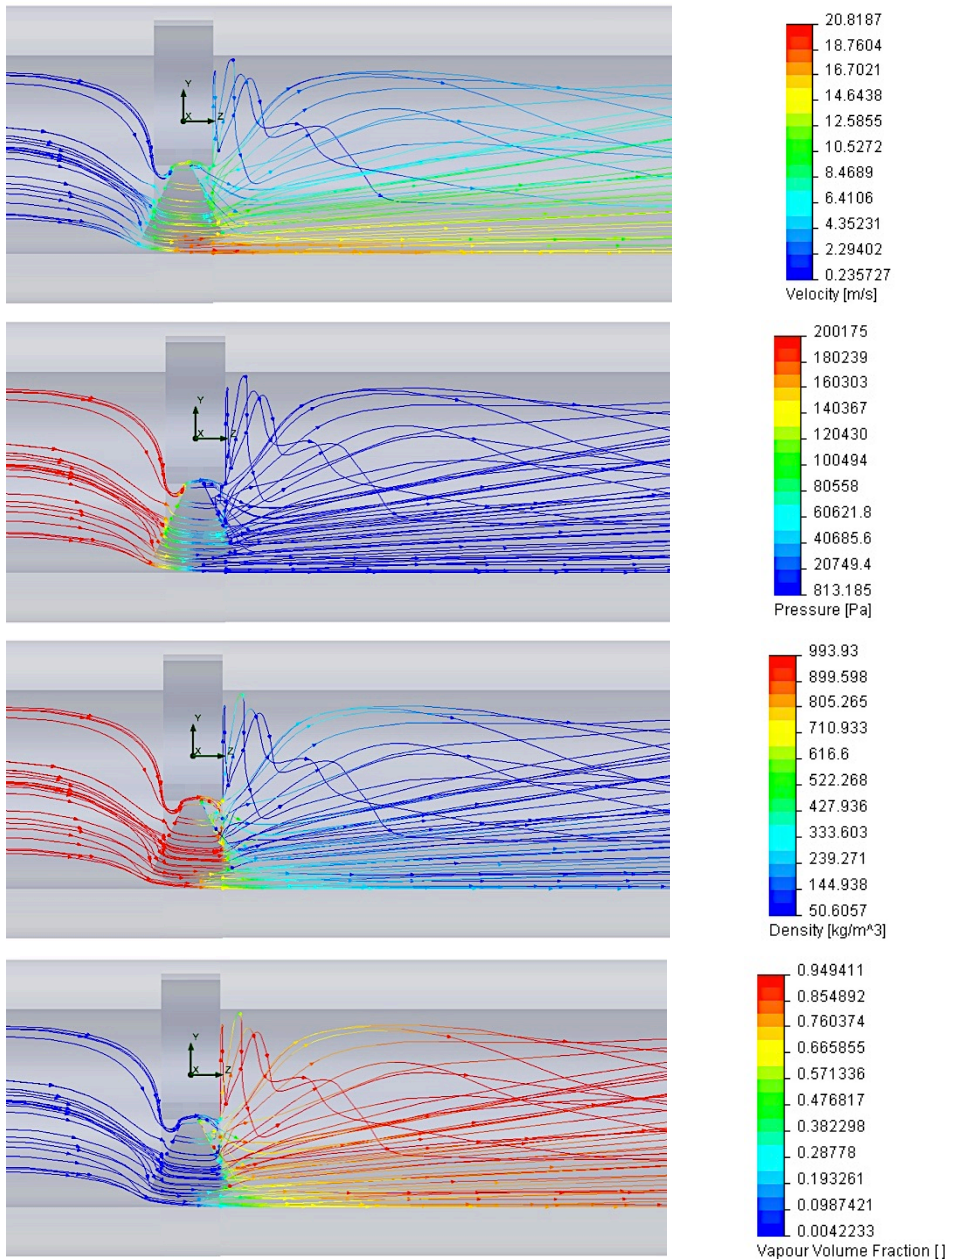 20.8187
18.7604
16.7021
14.6438
12.5855
10.5272
8.4689
6.4106
4.35231
2.29402
0.235727
Velocity [m/s]
Y
X
Z
200175
180239
160303
140367
120430
100494
80558
60621.8
40685.6
20749.4
813.185
Pressure [Pa]
Y
X
Z
993.93
899.598
805.265
710.933
616.6
522.268
427.936
333.603
239.271
144.938
50.6057
Density [kg/m^3]
Y
X
Z
0.949411
0.854892
0.760374
0.665855
0.571336
0.476817
0.382298
0.28778
0.193261
0.0987421
0.0042233
Vapour Volume Fraction [ ]
Y
X
Z